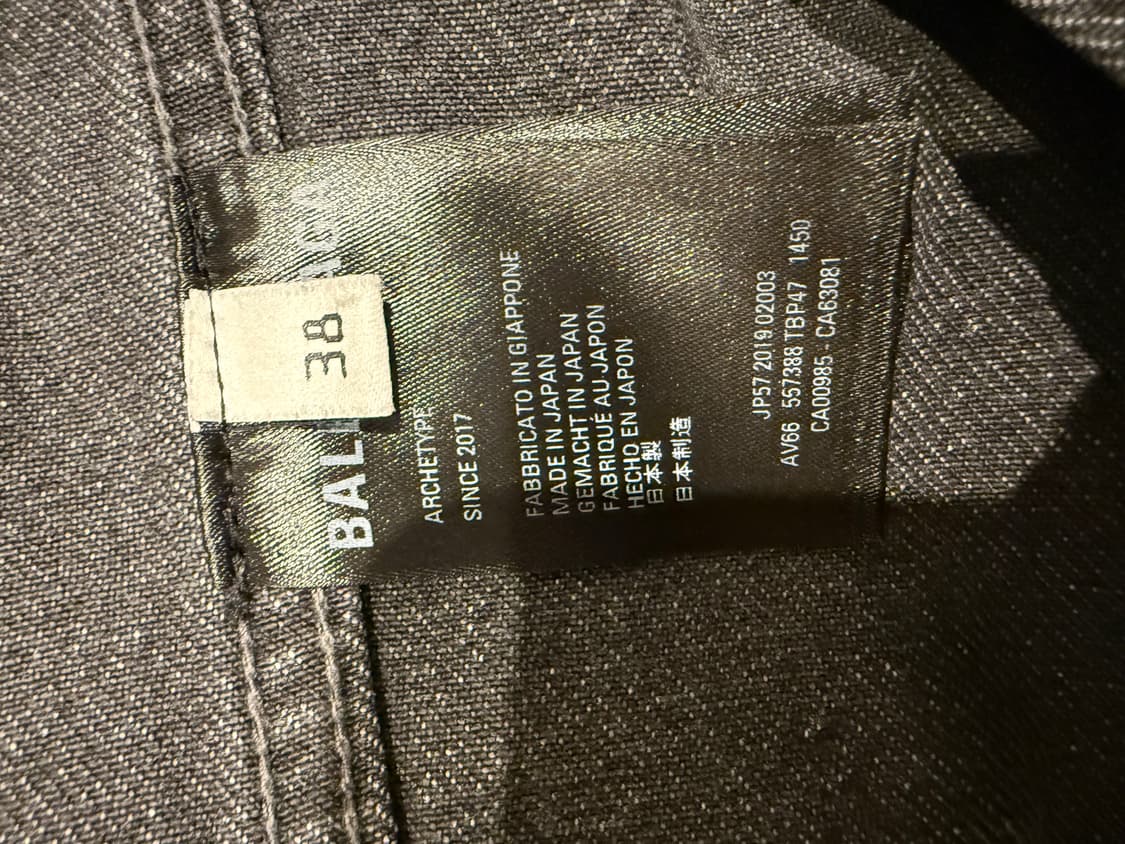 38
ARCHETYPE
SINCE 2017
FABBRICATO IN GIAPPONE
MADE IN JAPAN
GEMACHT IN JAPAN
FABRIQUÉ AU JAPON
HECHO EN JAPON
日本製
日本制造
JP57 2019 02003
AV66 557388 TBP47 1450
CA00985 - CA63081